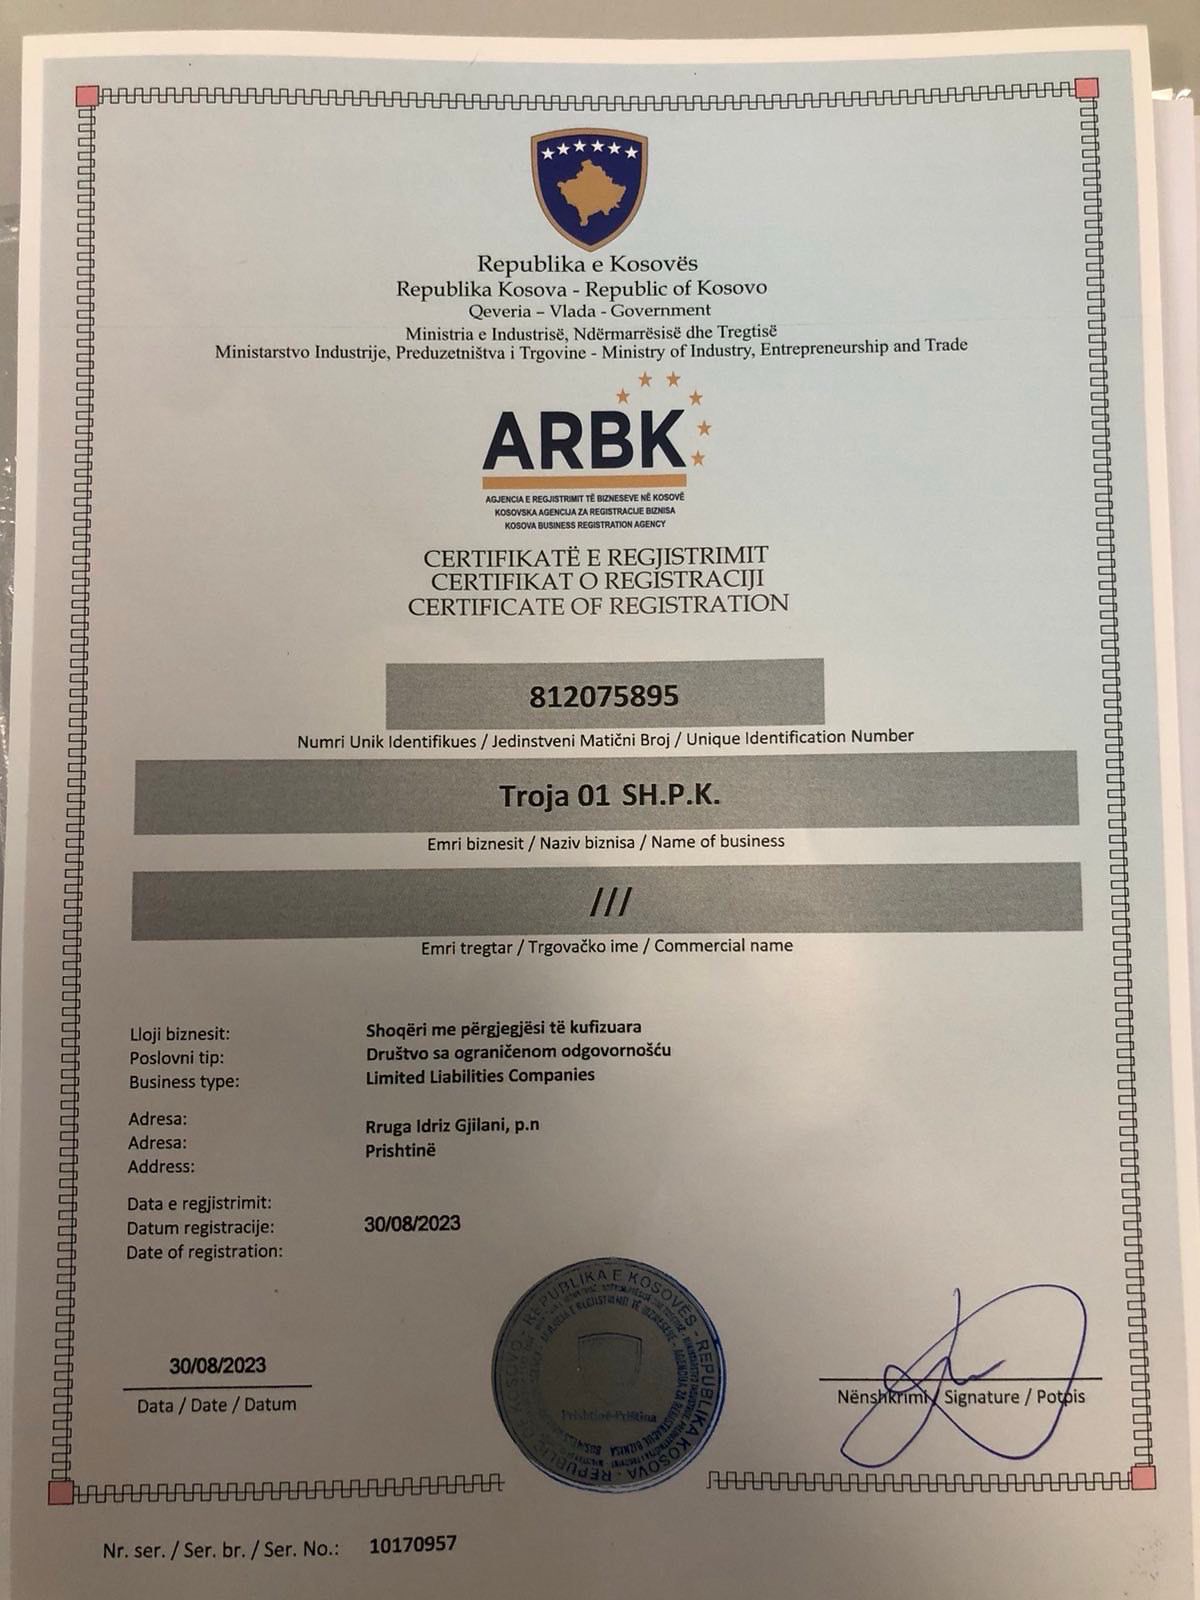 Republika e Kosovës
Republika Kosova - Republic of Kosovo
Qeveria – Vlada - Government
Ministria e Industrisë, Ndërmarrësisë dhe Tregtisë
Ministarstvo Industrije, Preduzetništva i Trgovine - Ministry of Industry, Entrepreneurship and Trade
ARBK
AGJENCIA E REGJISTRIMIT TË BIZNESEVE NË KOSOVË
KOSOVSKA AGENCIJA ZA REGISTRACIJE BIZNISA
KOSOVA BUSINESS REGISTRATION AGENCY
CERTIFIKATË E REGJISTRIMIT
CERTIFIKAT O REGISTRACIJI
CERTIFICATE OF REGISTRATION
812075895
Numri Unik Identifikues / Jedinstveni Matični Broj / Unique Identification Number
Troja 01 SH.P.K.
Emri biznesit / Naziv biznisa / Name of business
///
Emri tregtar / Trgovačko ime / Commercial name
Lloji biznesit: Shoqëri me përgjegjësi të kufizuara
Poslovni tip: Društvo sa ograničenom odgovornošću
Business type: Limited Liabilities Companies
Adresa: Rruga Idriz Gjilani, p.n
Adresa: Prishtinë
Address:
Data e regjistrimit:
Datum registracije: 30/08/2023
Date of registration:
REPUBLIKA E KOSOVËS - REPUBLIKA KOSOVA
Prishtinë-Priština
30/08/2023
Data / Date / Datum
Nënshkrimi / Signature / Potpis
Nr. ser. / Ser. br. / Ser. No.: 10170957